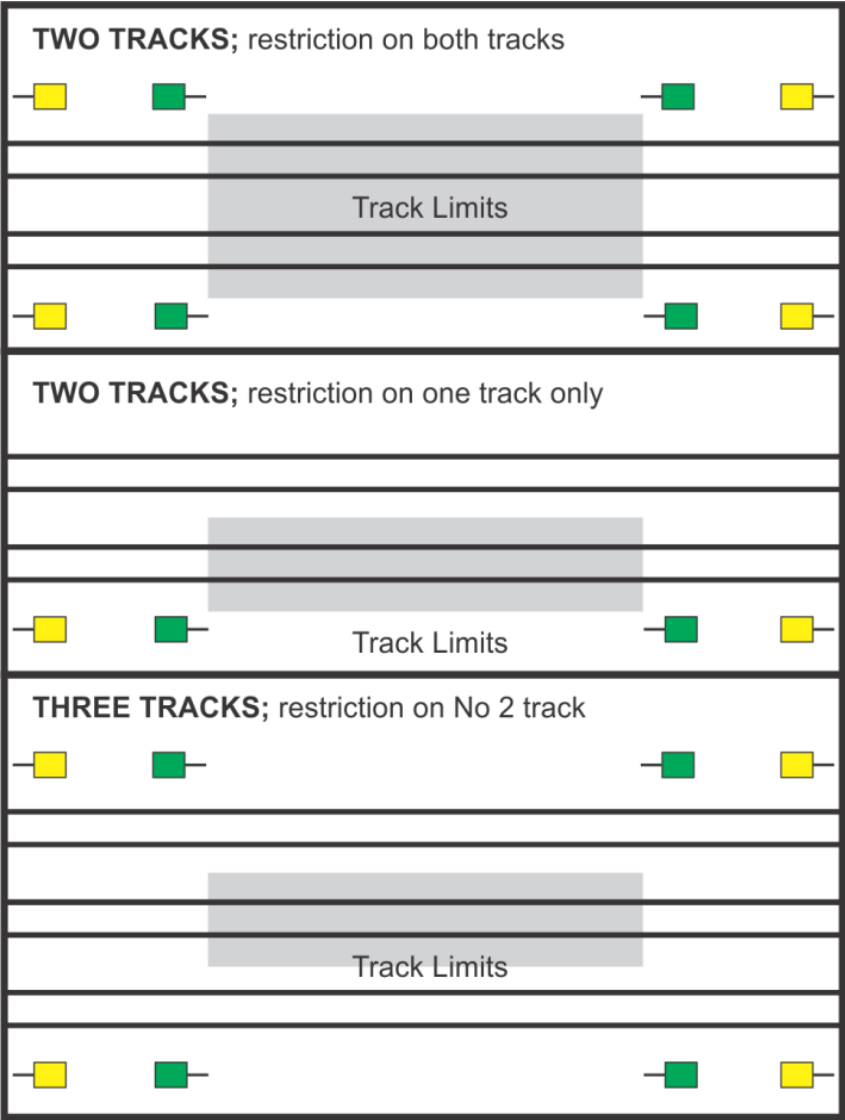 TWO TRACKS; restriction on both tracks
Track Limits
TWO TRACKS; restriction on one track only
Track Limits
THREE TRACKS; restriction on No 2 track
Track Limits